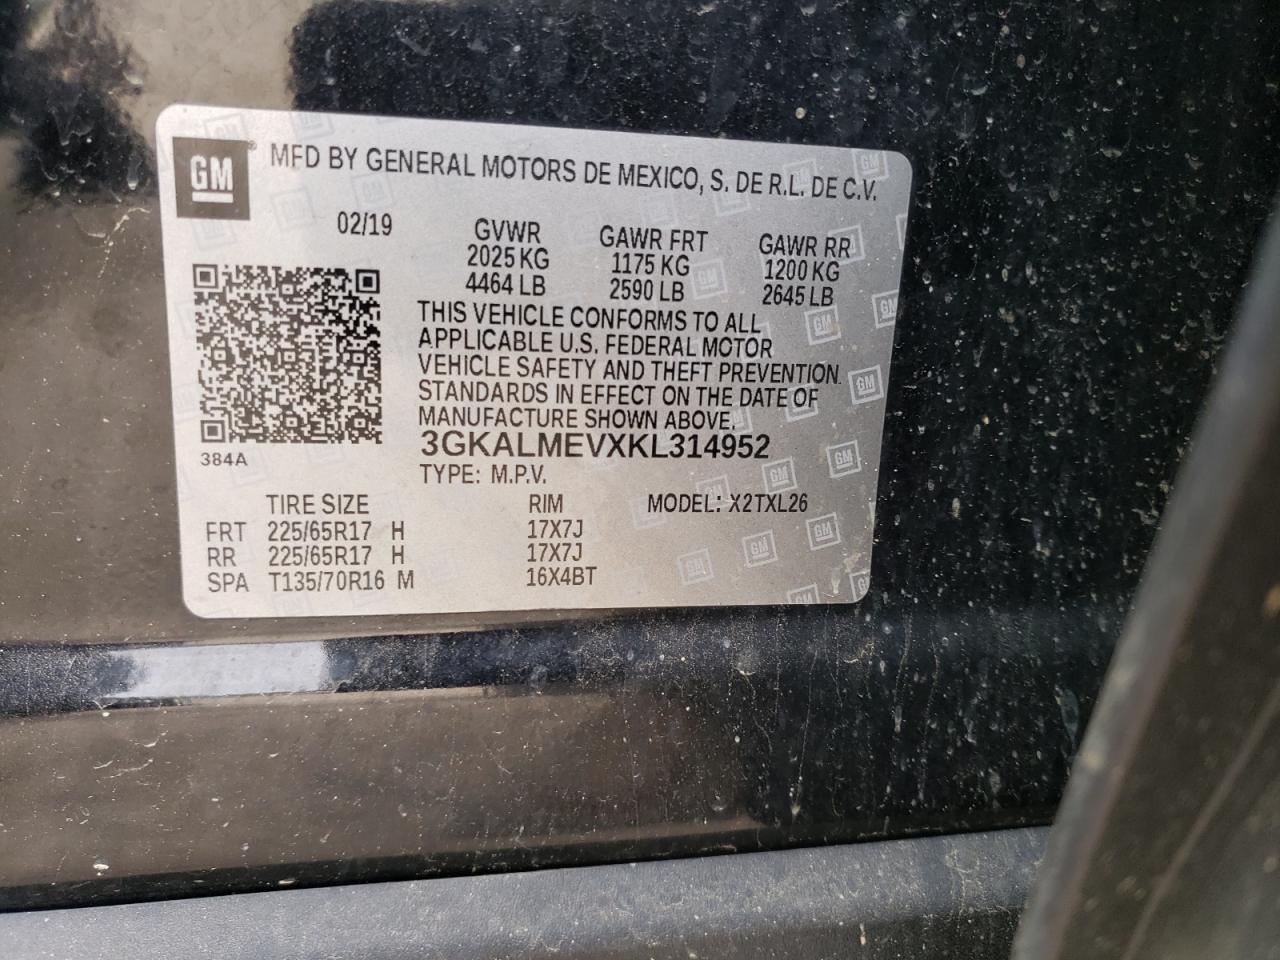 GM® MFD BY GENERAL MOTORS DE MEXICO, S. DE R.L. DE C.V.
02/19 GVWR GAWR FRT GAWR RR
2025 KG 1175 KG 1200 KG
4464 LB 2590 LB 2645 LB
THIS VEHICLE CONFORMS TO ALL
APPLICABLE U.S. FEDERAL MOTOR
VEHICLE SAFETY AND THEFT PREVENTION
STANDARDS IN EFFECT ON THE DATE OF
MANUFACTURE SHOWN ABOVE.
3GKALMEVXKL314952
384A
TYPE: M.P.V.
TIRE SIZE RIM MODEL: X2TXL26
FRT 225/65R17 H 17X7J
RR 225/65R17 H 17X7J
SPA T135/70R16 M 16X4BT